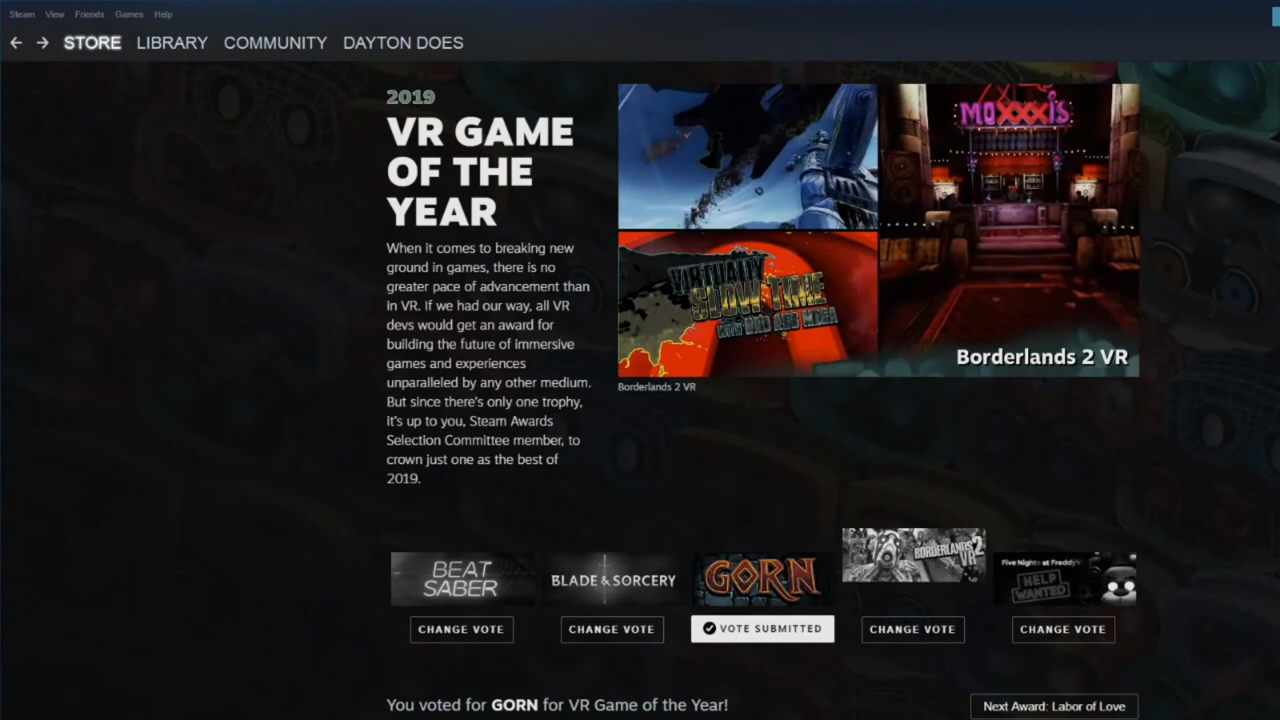 Steam View Friends Games Help
STORE LIBRARY COMMUNITY DAYTON DOES
2019
VR GAME
OF THE
YEAR
When it comes to breaking new
ground in games, there is no
greater pace of advancement than
in VR. If we had our way, all VR
devs would get an award for
building the future of immersive
games and experiences
unparalleled by any other medium.
But since there's only one trophy,
it's up to you, Steam Awards
Selection Committee member, to
crown just one as the best of
2019.
MOXXXI'S
VIRTUALLY
SLOW TIME
WITH BAD ASS MEGA
Borderlands 2 VR
Borderlands 2 VR
BEAT
SABER
BLADE & SORCERY
GORN
BORDERLANDS 2
VR
Five Nights at Freddy's
HELP
WANTED
CHANGE VOTE CHANGE VOTE VOTE SUBMITTED CHANGE VOTE CHANGE VOTE
You voted for GORN for VR Game of the Year!
Next Award: Labor of Love